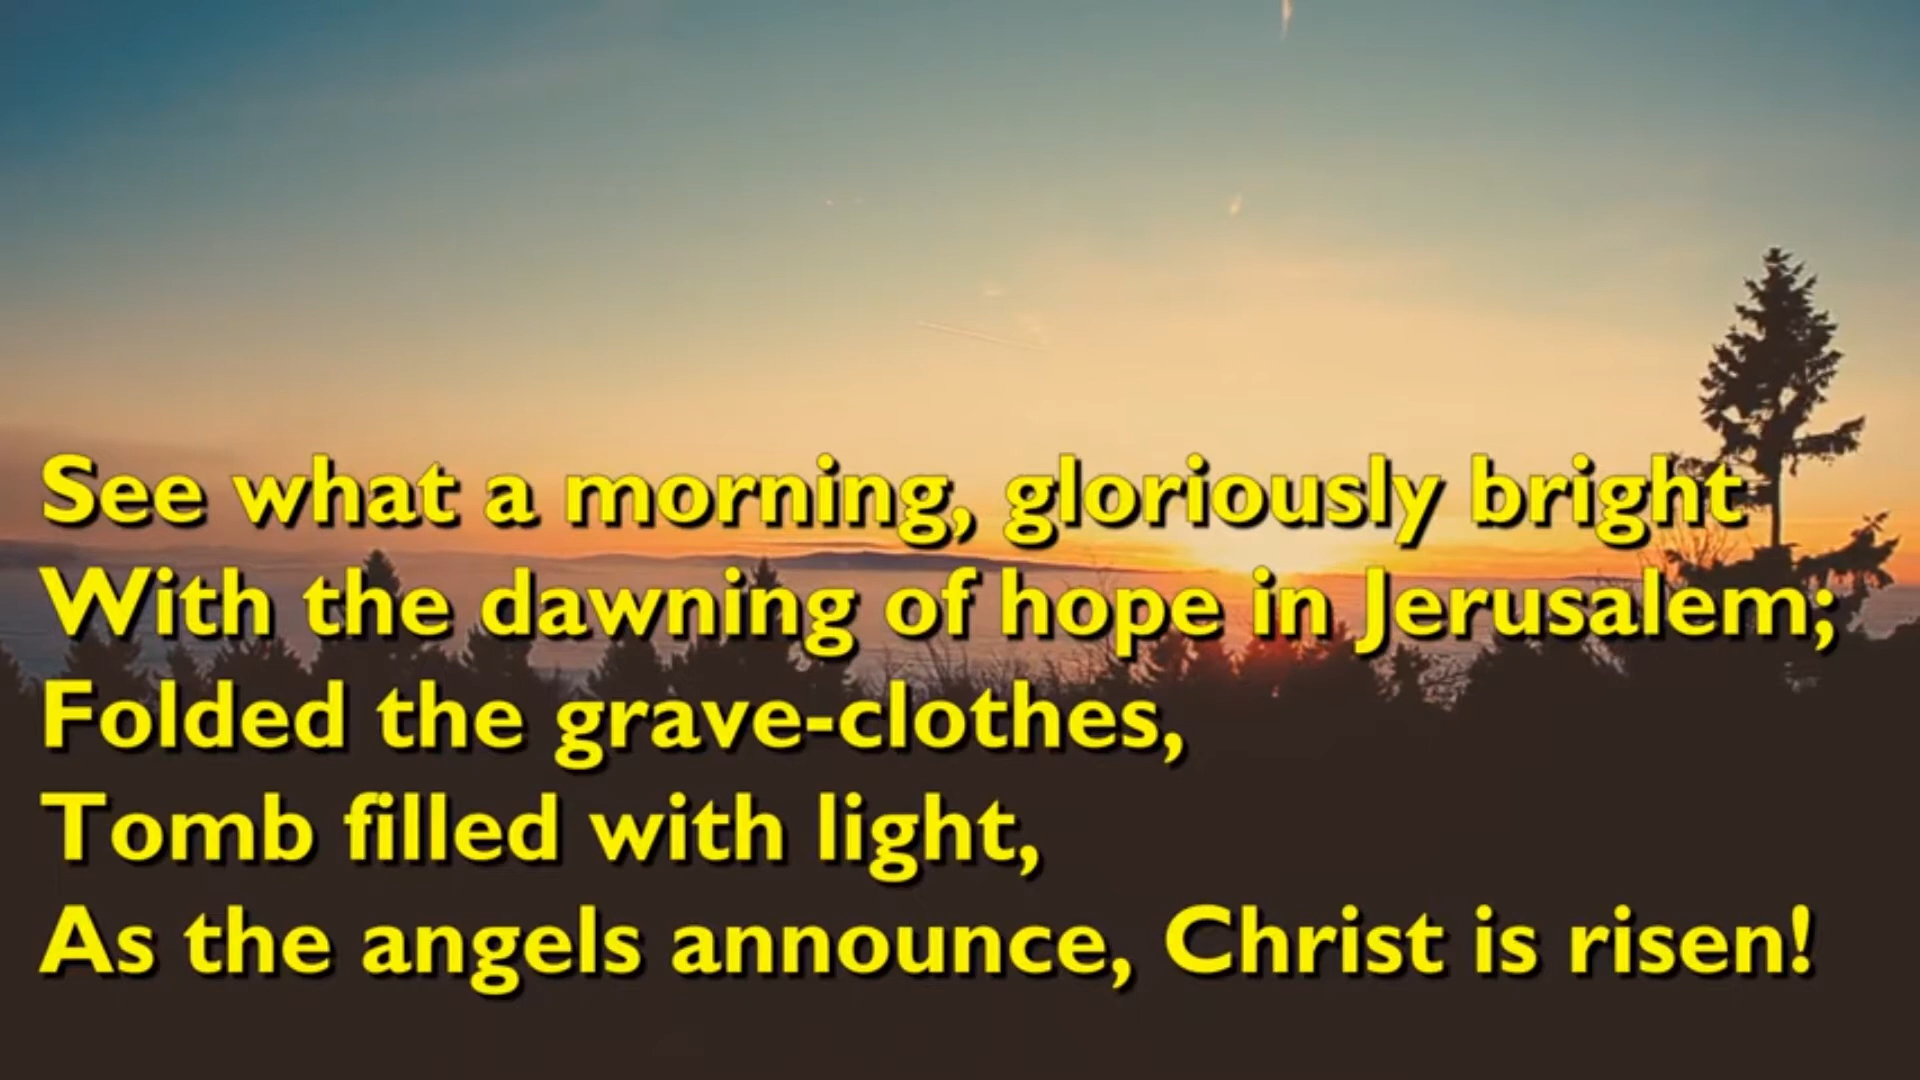 See what a morning, gloriously bright
With the dawning of hope in Jerusalem;
Folded the grave-clothes,
Tomb filled with light,
As the angels announce, Christ is risen!